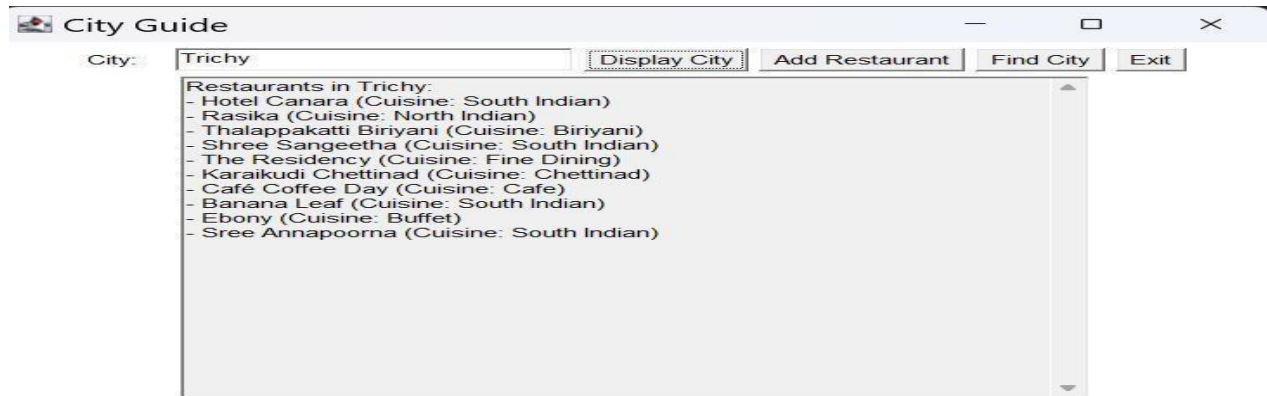 City Guide
City: Trichy Display City Add Restaurant Find City Exit
Restaurants in Trichy:
- Hotel Canara (Cuisine: South Indian)
- Rasika (Cuisine: North Indian)
- Thalappakatti Biriyani (Cuisine: Biriyani)
- Shree Sangeetha (Cuisine: South Indian)
- The Residency (Cuisine: Fine Dining)
- Karaikudi Chettinad (Cuisine: Chettinad)
- Café Coffee Day (Cuisine: Cafe)
- Banana Leaf (Cuisine: South Indian)
- Ebony (Cuisine: Buffet)
- Sree Annapoorna (Cuisine: South Indian)